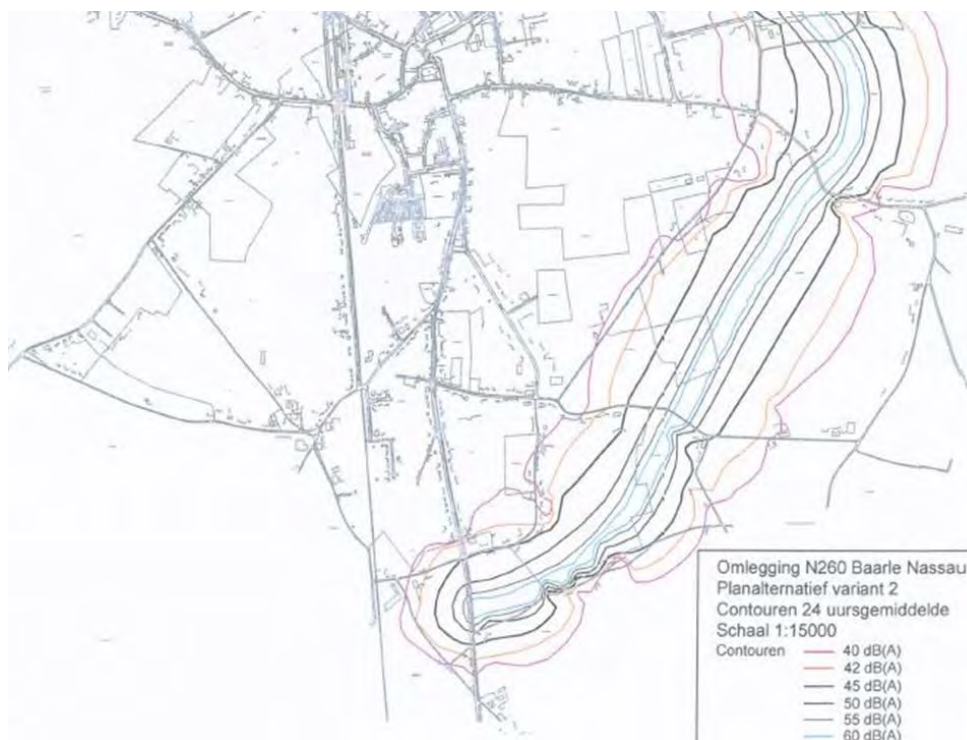 Omlegging N260 Baarle Nassau
Planalternatief variant 2
Contouren 24 uursgemiddelde
Schaal 1:15000
Contouren
40 dB(A)
42 dB(A)
45 dB(A)
50 dB(A)
55 dB(A)
60 dB(A)